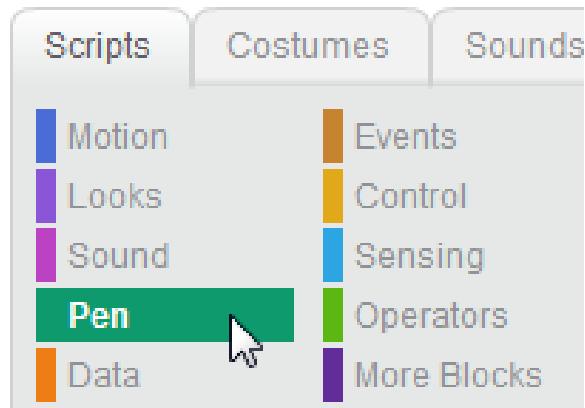 Scripts Costumes Sounds
Motion Events
Looks Control
Sound Sensing
Pen Operators
Data More Blocks